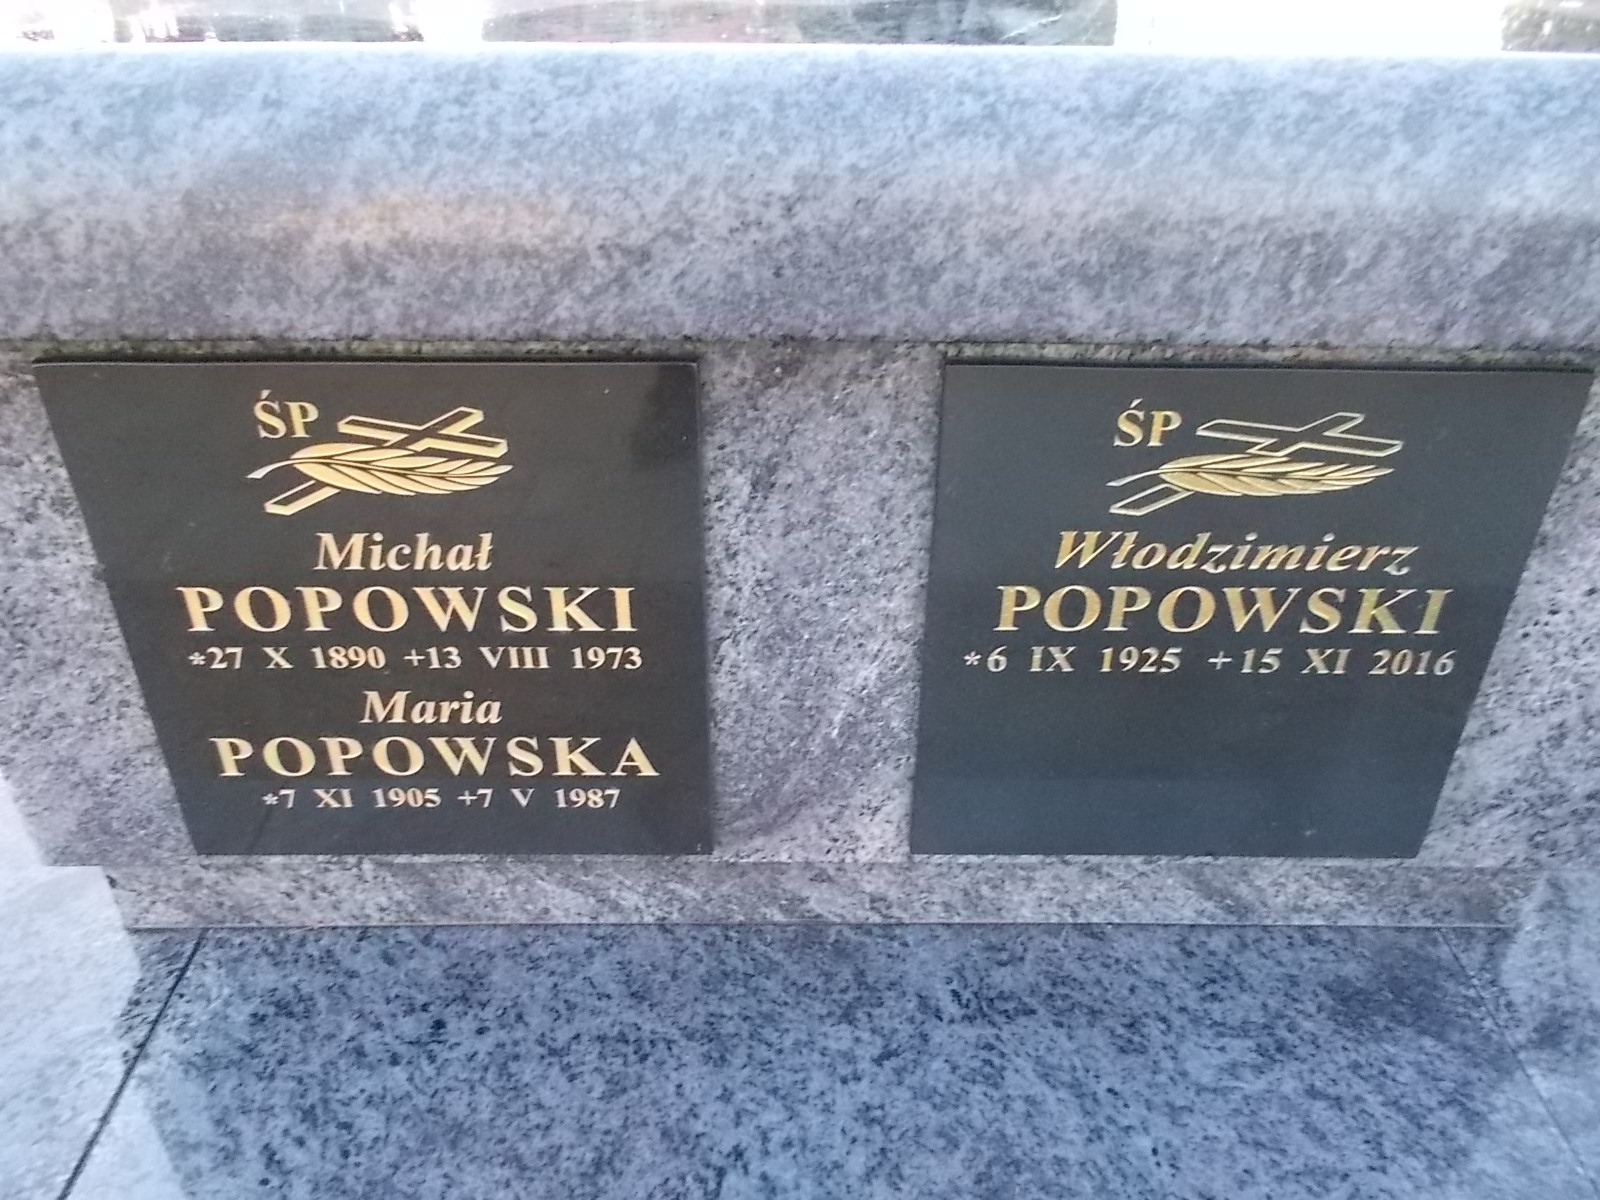 ŚP
Michał
POPOWSKI
*27 X 1890 +13 VIII 1973
Maria
POPOWSKA
*7 XI 1905 +7 V 1987
ŚP
Włodzimierz
POPOWSKI
*6 IX 1925 +15 XI 2016